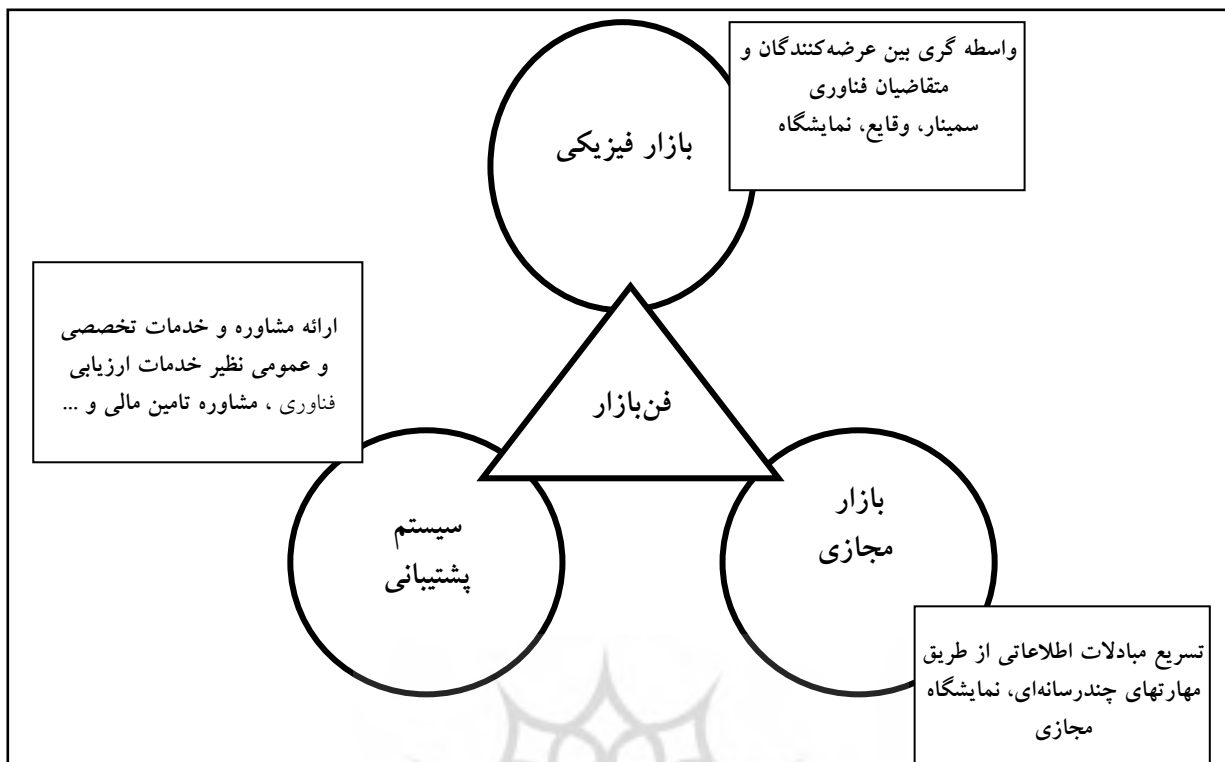 واسطه گری بین عرضه‌کنندگان و
متقاضیان فناوری
سمینار، وقایع، نمایشگاه
بازار فیزیکی
ارائه مشاوره و خدمات تخصصی
و عمومی نظیر خدمات ارزیابی
فناوری ، مشاوره تامین مالی و ...
فن‌بازار
بازار
مجازی
سیستم
پشتیبانی
تسریع مبادلات اطلاعاتی از طریق
مهارتهای چندرسانه‌ای، نمایشگاه
مجازی